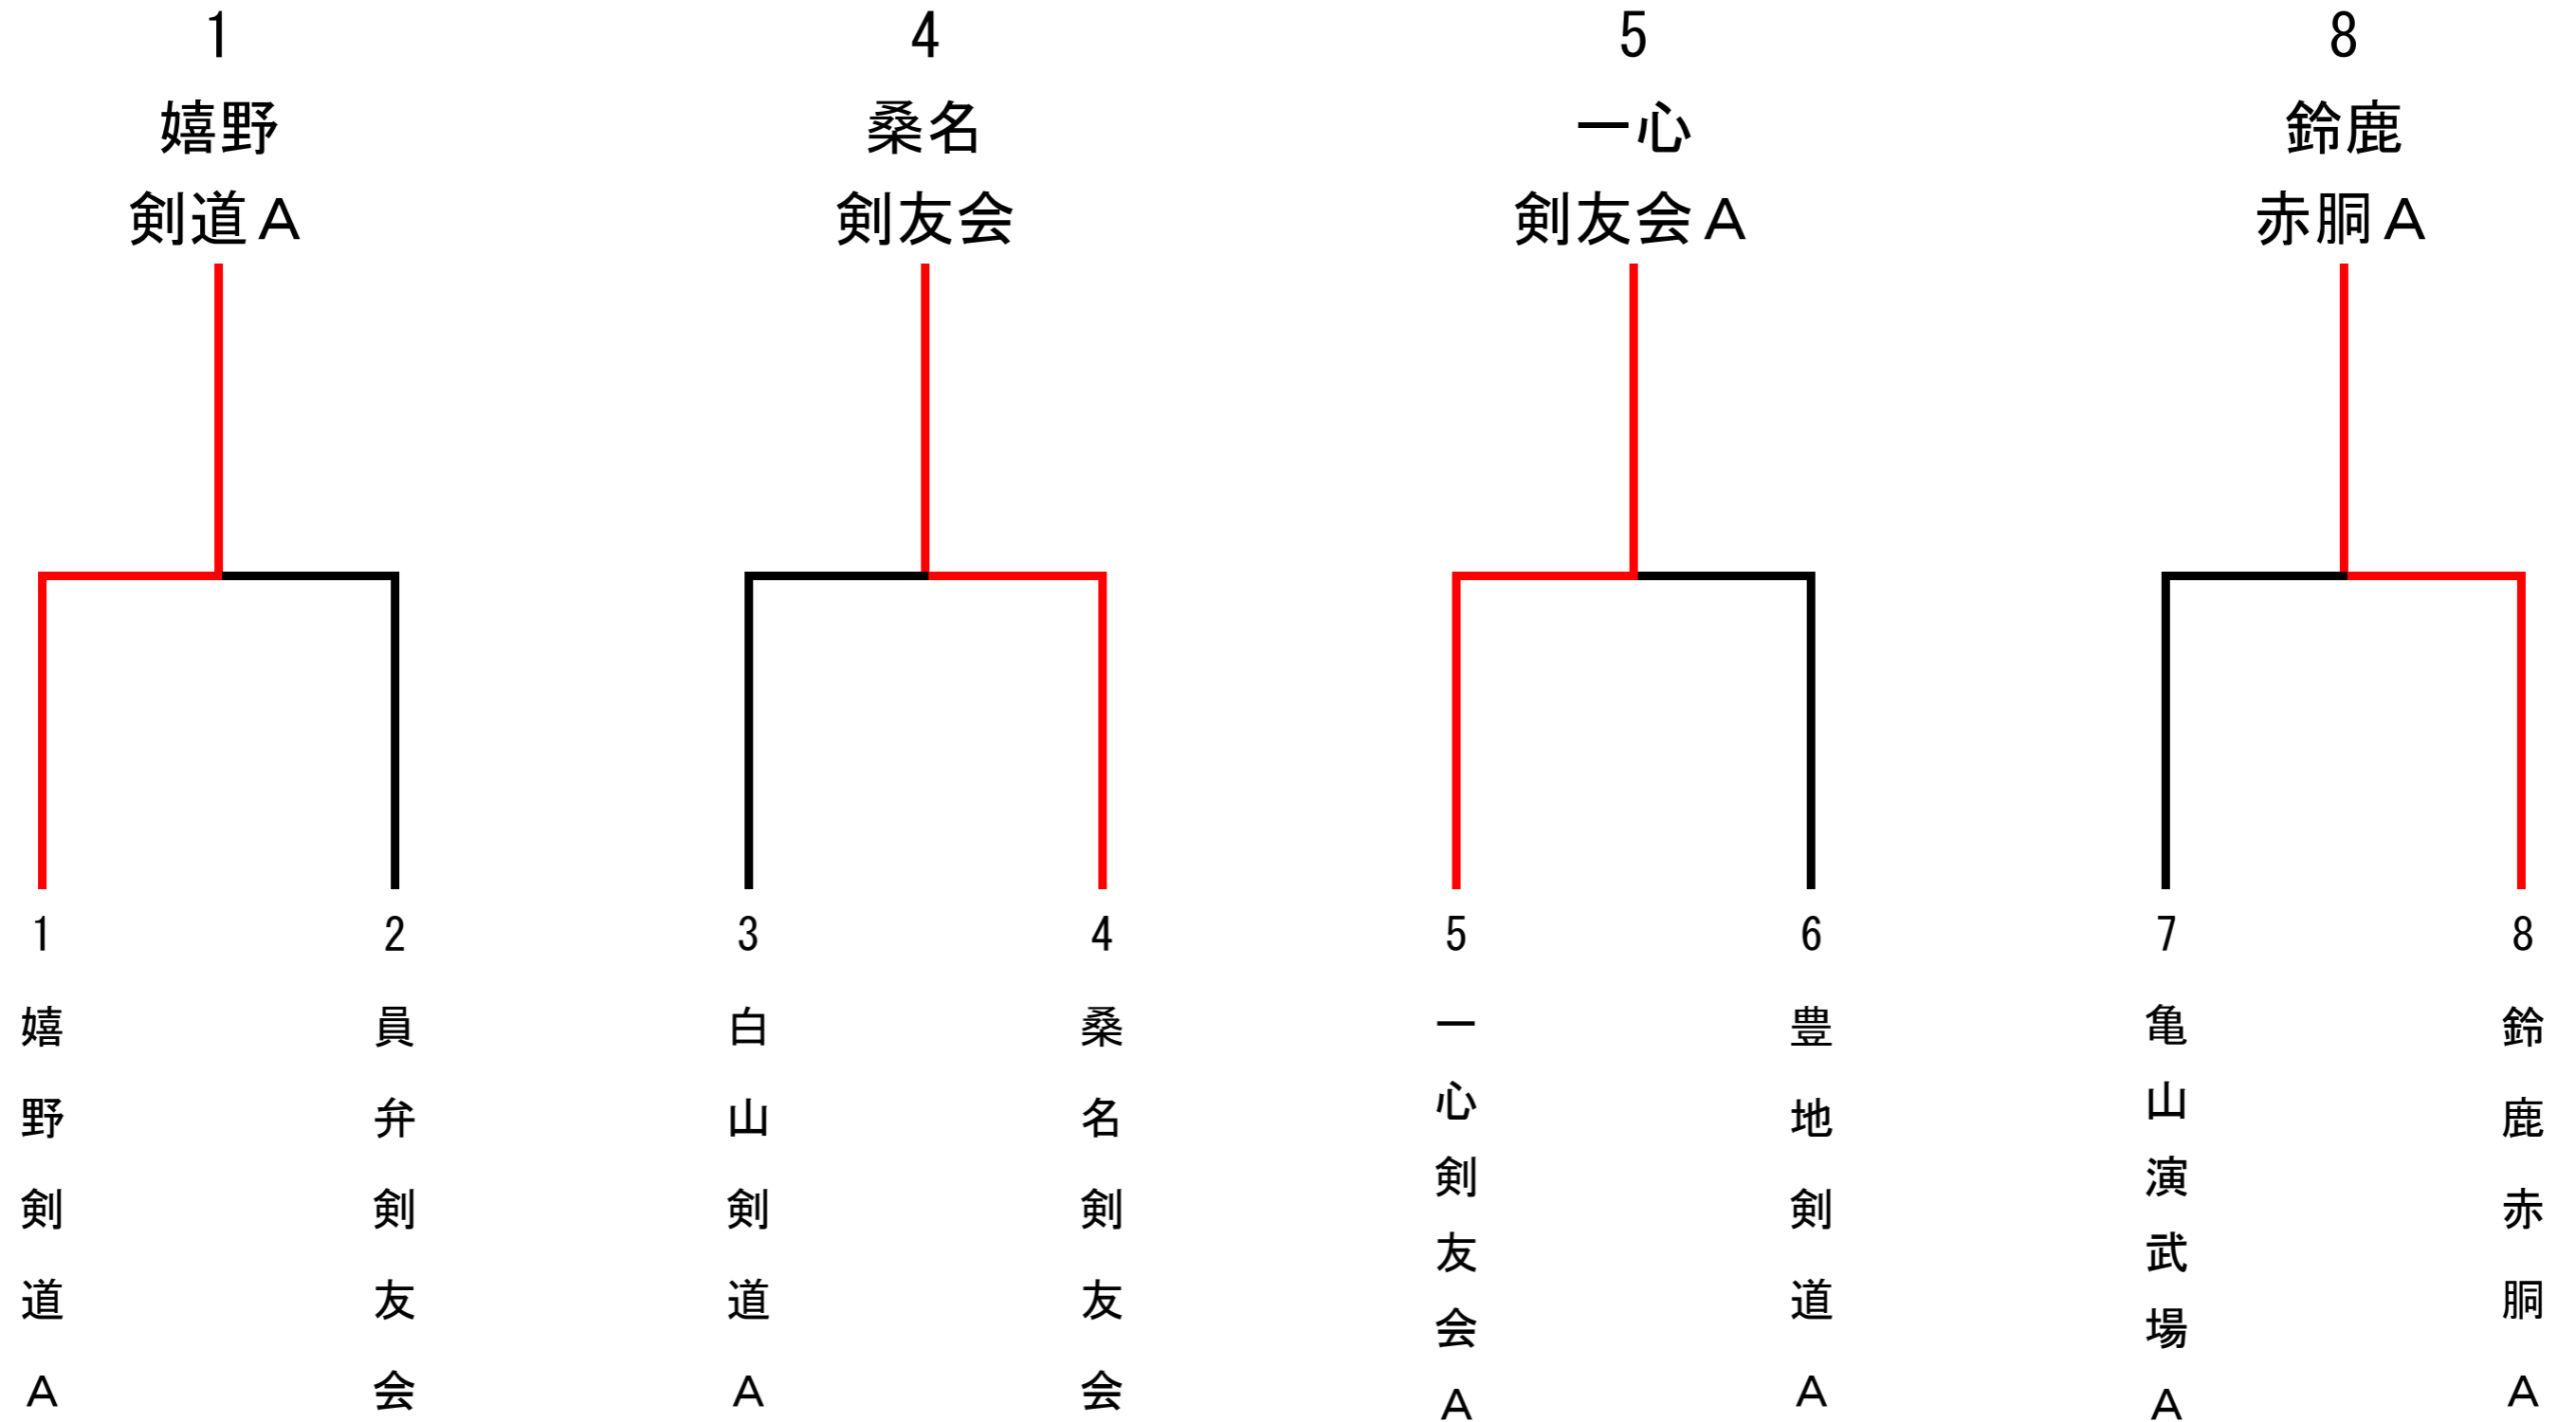 1
嬉野
剣道A
4
桑名
剣友会
5
一心
剣友会A
8
鈴鹿
赤胴A
1
嬉野剣道A
2
員弁剣友会
3
白山剣道A
4
桑名剣友会
5
一心剣友会A
6
豊地剣道A
7
亀山演武場A
8
鈴鹿赤胴A